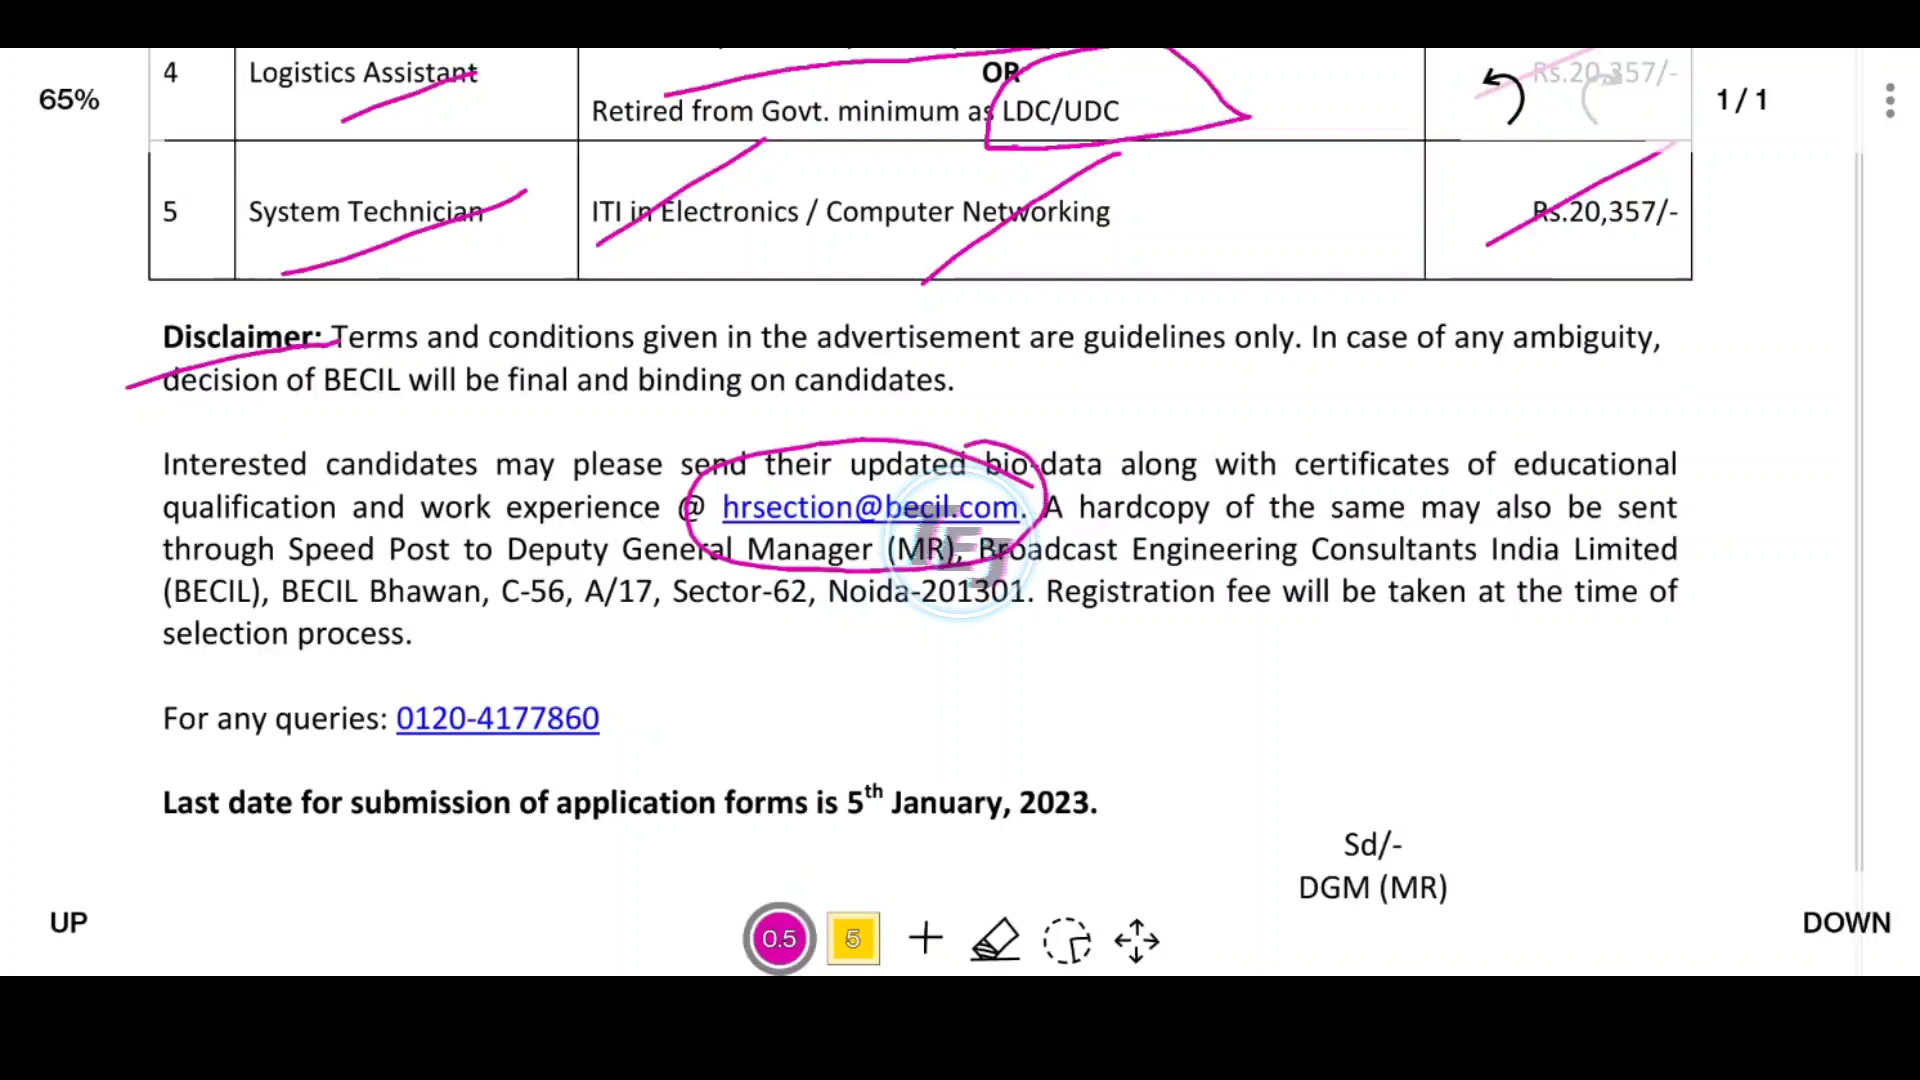 4 Logistics Assistant OR Rs.20,357/-
65% 1 / 1
Retired from Govt. minimum as LDC/UDC
5 System Technician ITI in Electronics / Computer Networking Rs.20,357/-
Disclaimer: Terms and conditions given in the advertisement are guidelines only. In case of any ambiguity,
decision of BECIL will be final and binding on candidates.
Interested candidates may please send their updated bio-data along with certificates of educational
qualification and work experience @ hrsection@becil.com. A hardcopy of the same may also be sent
through Speed Post to Deputy General Manager (MR), Broadcast Engineering Consultants India Limited
(BECIL), BECIL Bhawan, C-56, A/17, Sector-62, Noida-201301. Registration fee will be taken at the time of
selection process.
TEJ
For any queries: 0120-4177860
Last date for submission of application forms is 5th January, 2023.
Sd/-
DGM (MR)
UP DOWN
0.5 5